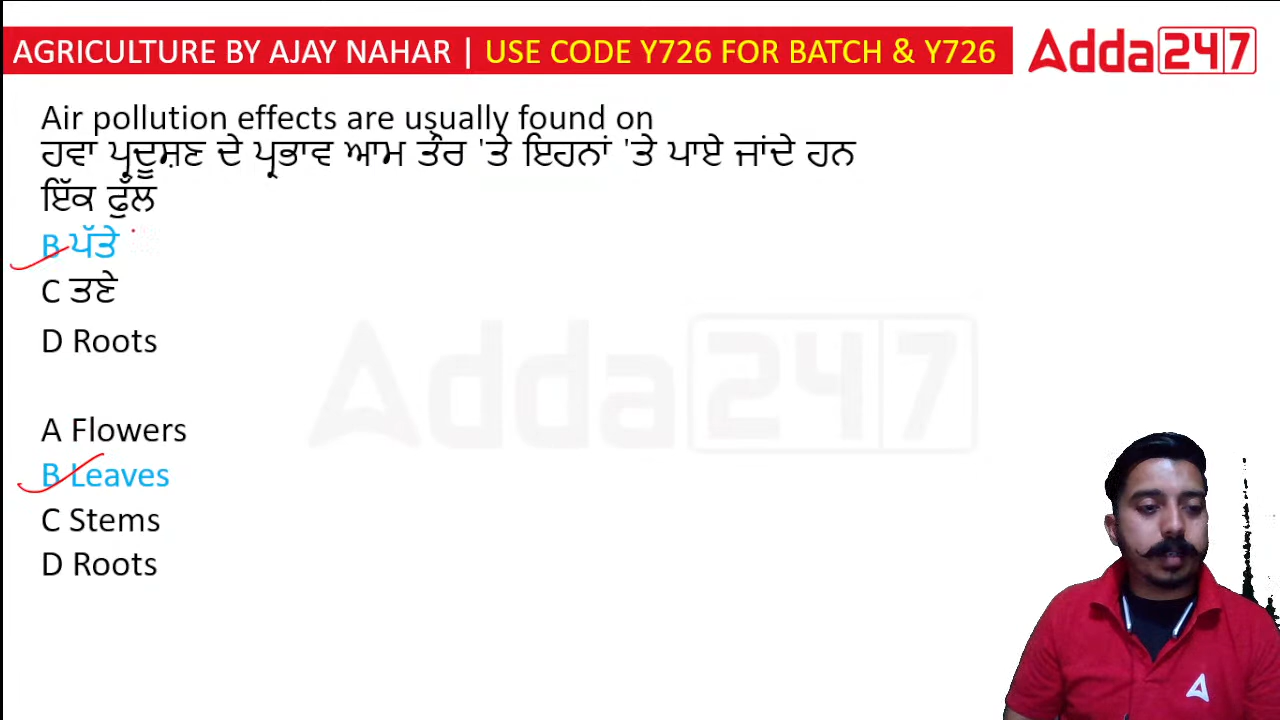 AGRICULTURE BY AJAY NAHAR | USE CODE Y726 FOR BATCH & Y726
Adda247
Air pollution effects are usually found on
ਹਵਾ ਪ੍ਰਦੂਸ਼ਣ ਦੇ ਪ੍ਰਭਾਵ ਆਮ ਤੌਰ 'ਤੇ ਇਹਨਾਂ 'ਤੇ ਪਾਏ ਜਾਂਦੇ ਹਨ
ਇੱਕ ਫੁੱਲ
B ਪੱਤੇ
C ਤਣੇ
D Roots
Adda247
A Flowers
B Leaves
C Stems
D Roots